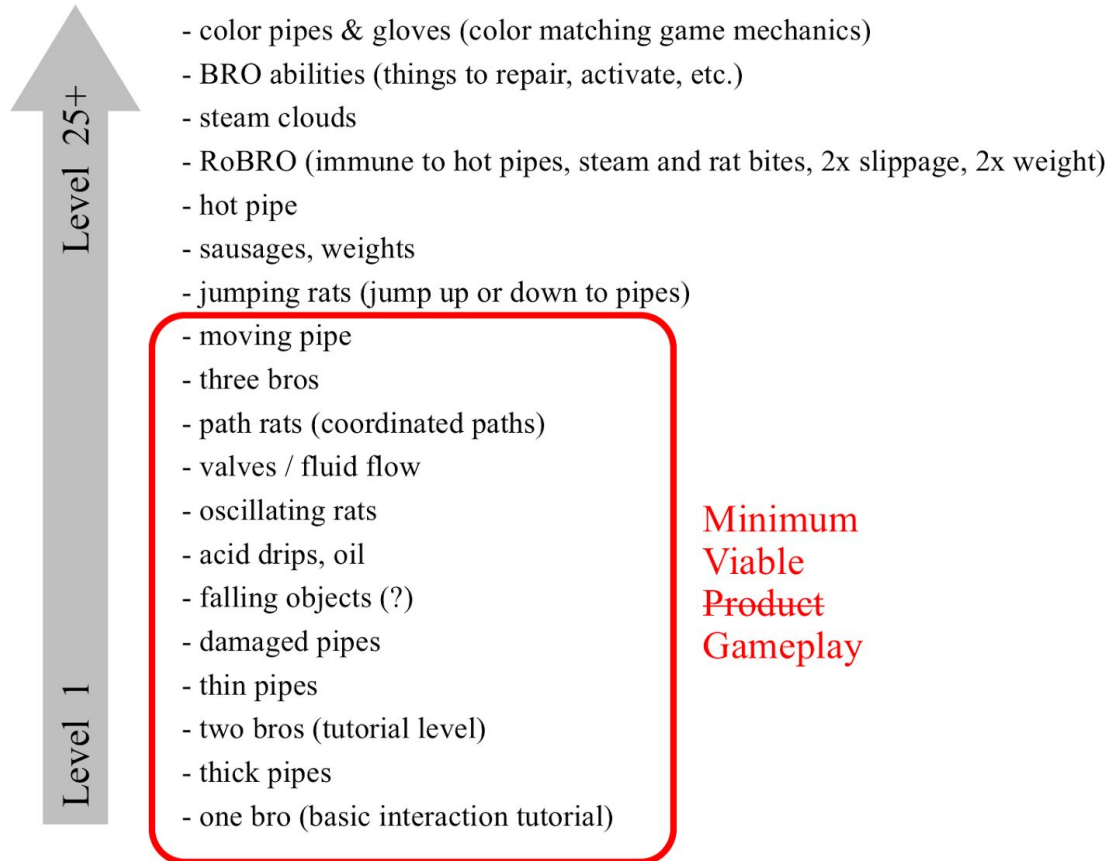 - color pipes & gloves (color matching game mechanics)
- BRO abilities (things to repair, activate, etc.)
- steam clouds
- RoBRO (immune to hot pipes, steam and rat bites, 2x slippage, 2x weight)
- hot pipe
- sausages, weights
- jumping rats (jump up or down to pipes)
- moving pipe
- three bros
- path rats (coordinated paths)
- valves / fluid flow
- oscillating rats
- acid drips, oil
- falling objects (?)
- damaged pipes
- thin pipes
- two bros (tutorial level)
- thick pipes
- one bro (basic interaction tutorial)
Level 25+
Level 1
Minimum
Viable
Product
Gameplay